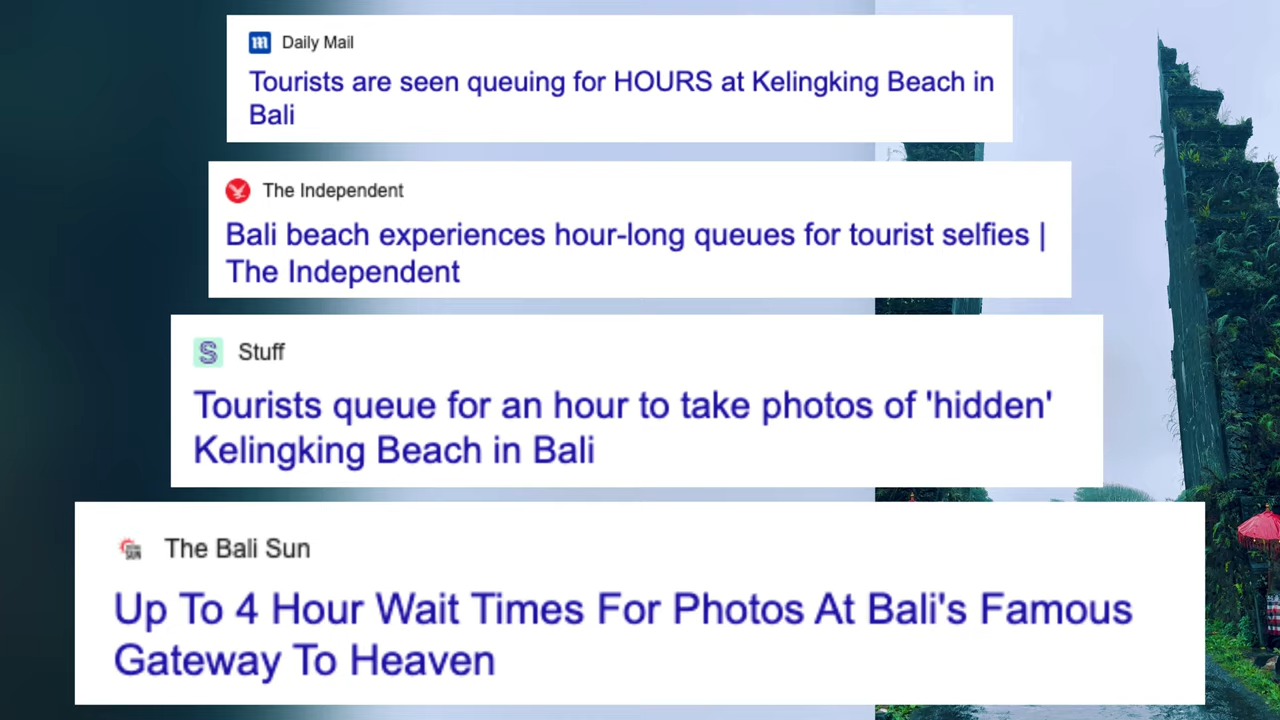 Daily Mail
Tourists are seen queuing for HOURS at Kelingking Beach in
Bali
The Independent
Bali beach experiences hour-long queues for tourist selfies |
The Independent
S Stuff
Tourists queue for an hour to take photos of 'hidden'
Kelingking Beach in Bali
The Bali Sun
Up To 4 Hour Wait Times For Photos At Bali's Famous
Gateway To Heaven